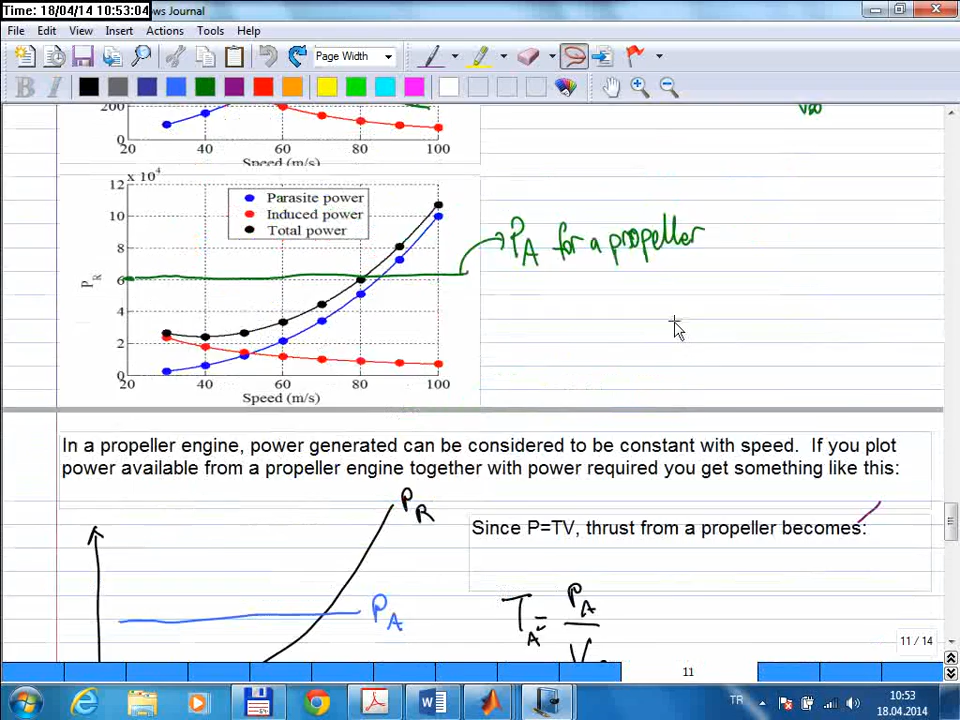 Time: 18/04/14 10:53:04
ws Journal
File Edit View Insert Actions Tools Help
Page Width
B I
200
0
20 40 60 80 100
Speed (m/s)
x 10^4
12
10
8
6
4
2
0
P_R
Parasite power
Induced power
Total power
20 40 60 80 100
Speed (m/s)
P_A for a propeller
In a propeller engine, power generated can be considered to be constant with speed. If you plot
power available from a propeller engine together with power required you get something like this:
P_R
Since P=TV, thrust from a propeller becomes:
P_A
T_A = P_A
V
11 / 14
11
TR
10:53
18.04.2014